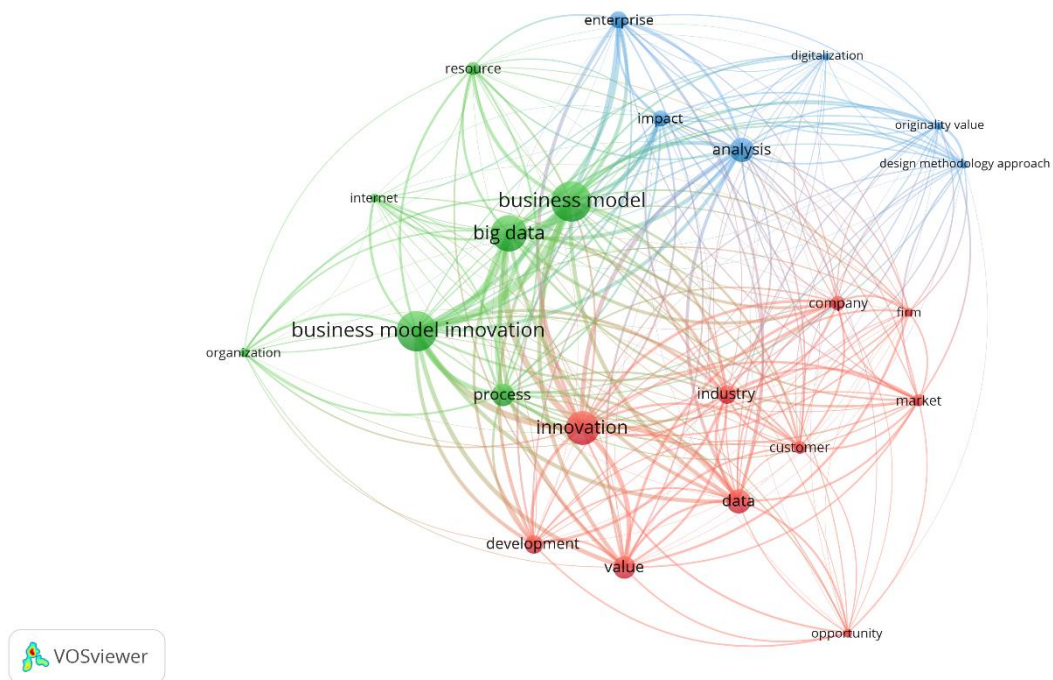 enterprise
digitalization
resource
impact
originality value
analysis
design methodology approach
internet
business model
big data
company
firm
business model innovation
organization
process
industry
market
innovation
customer
data
development
value
opportunity
VOSviewer